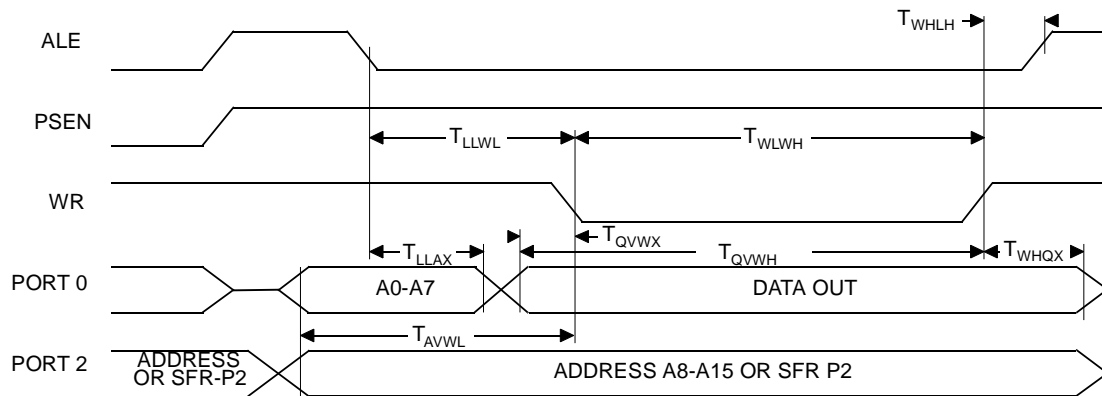 ALE
T_WHLH
PSEN
T_LLWL
T_WLWH
WR
T_QVWX
T_LLAX
T_QVWH
T_WHQX
PORT 0
A0-A7
DATA OUT
T_AVWL
PORT 2
ADDRESS
OR SFR-P2
ADDRESS A8-A15 OR SFR P2